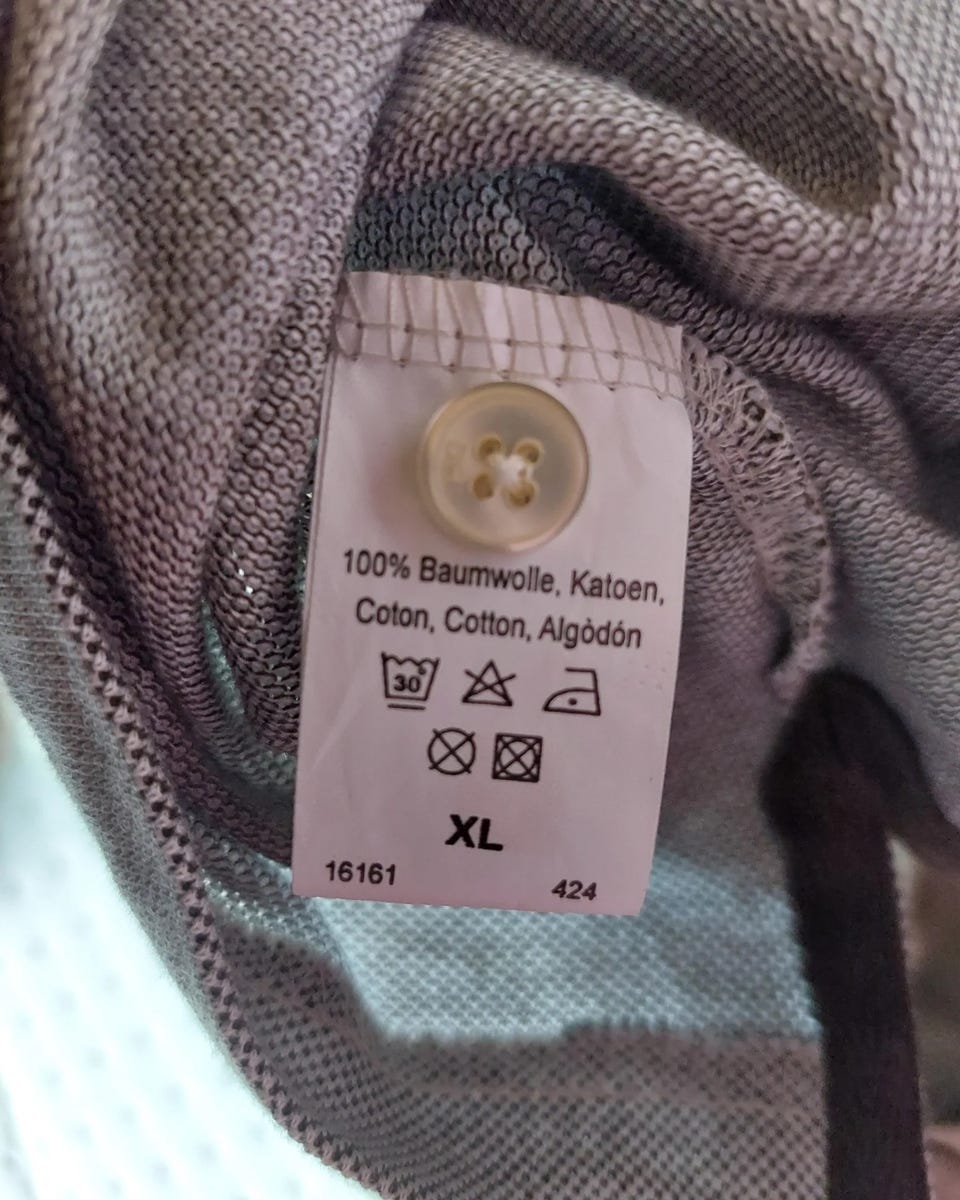 100% Baumwolle, Katoen,
Coton, Cotton, Algòdón
30°
XL
16161 424